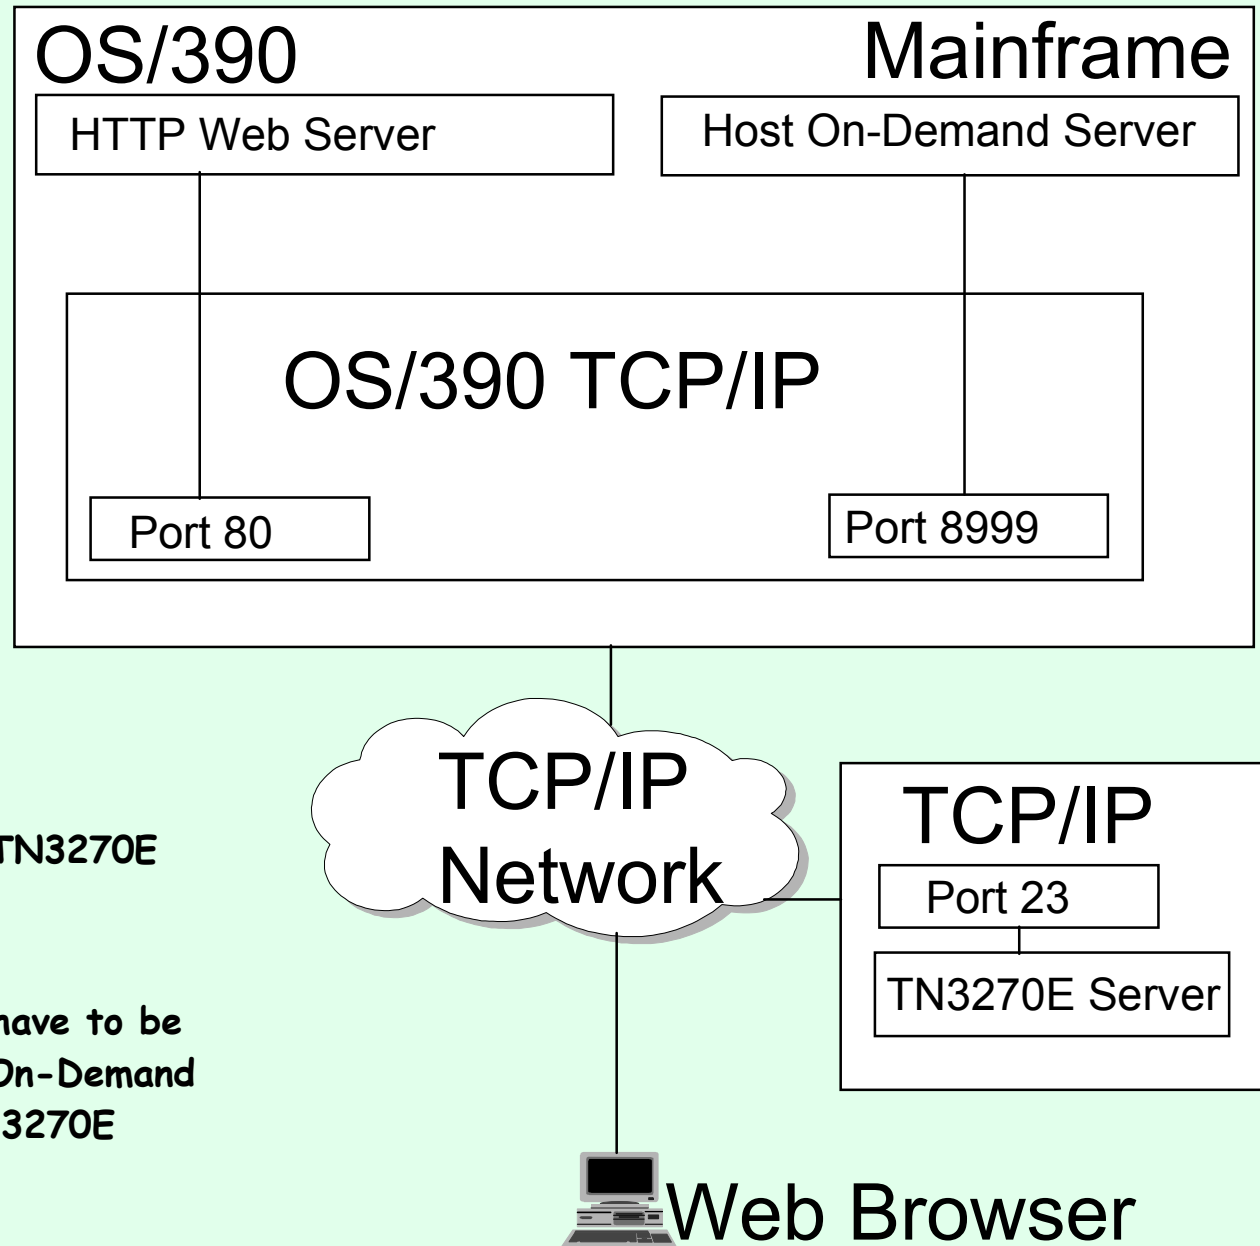 OS/390
Mainframe
HTTP Web Server
Host On-Demand Server
OS/390 TCP/IP
Port 80
Port 8999
TCP/IP
Network
TCP/IP
Port 23
TN3270E Server
TN3270E
have to be
On-Demand
3270E
Web Browser